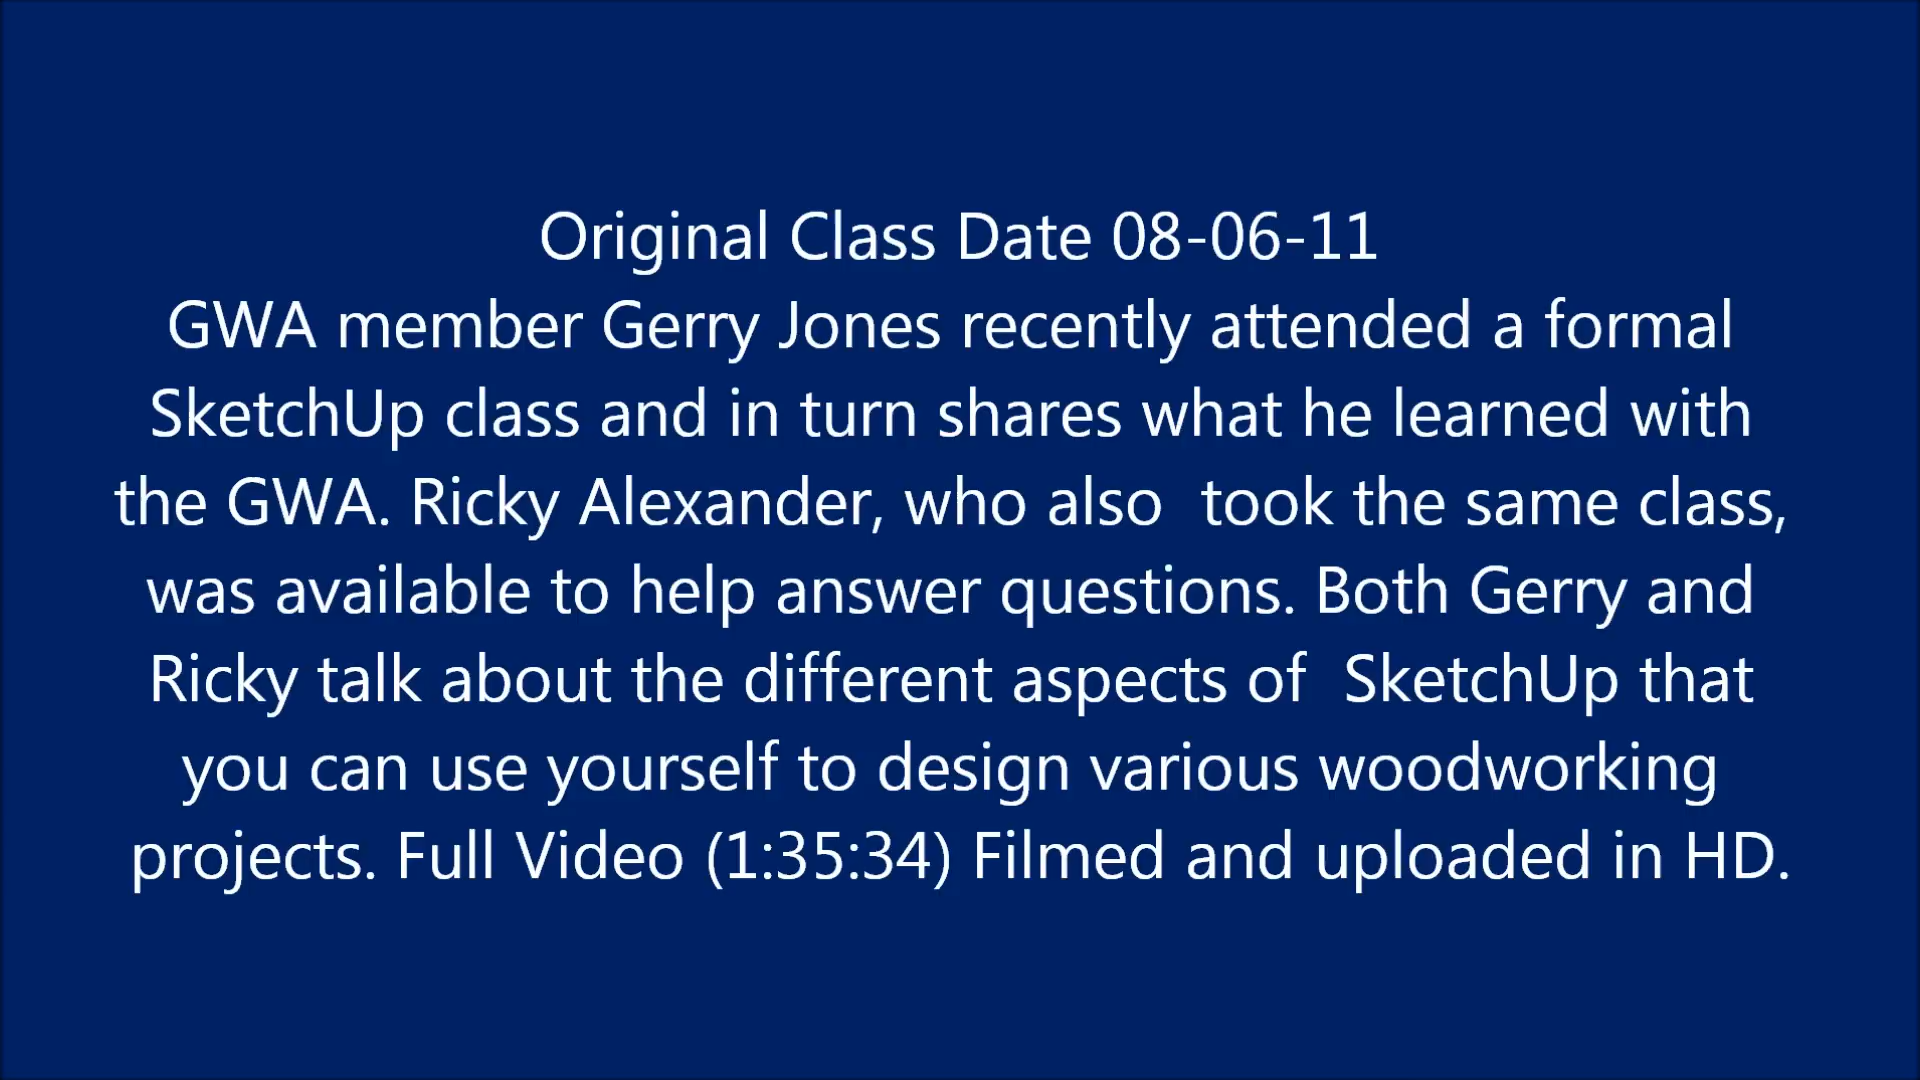 Original Class Date 08-06-11
GWA member Gerry Jones recently attended a formal
SketchUp class and in turn shares what he learned with
the GWA. Ricky Alexander, who also  took the same class,
was available to help answer questions. Both Gerry and
Ricky talk about the different aspects of  SketchUp that
you can use yourself to design various woodworking
projects. Full Video (1:35:34) Filmed and uploaded in HD.